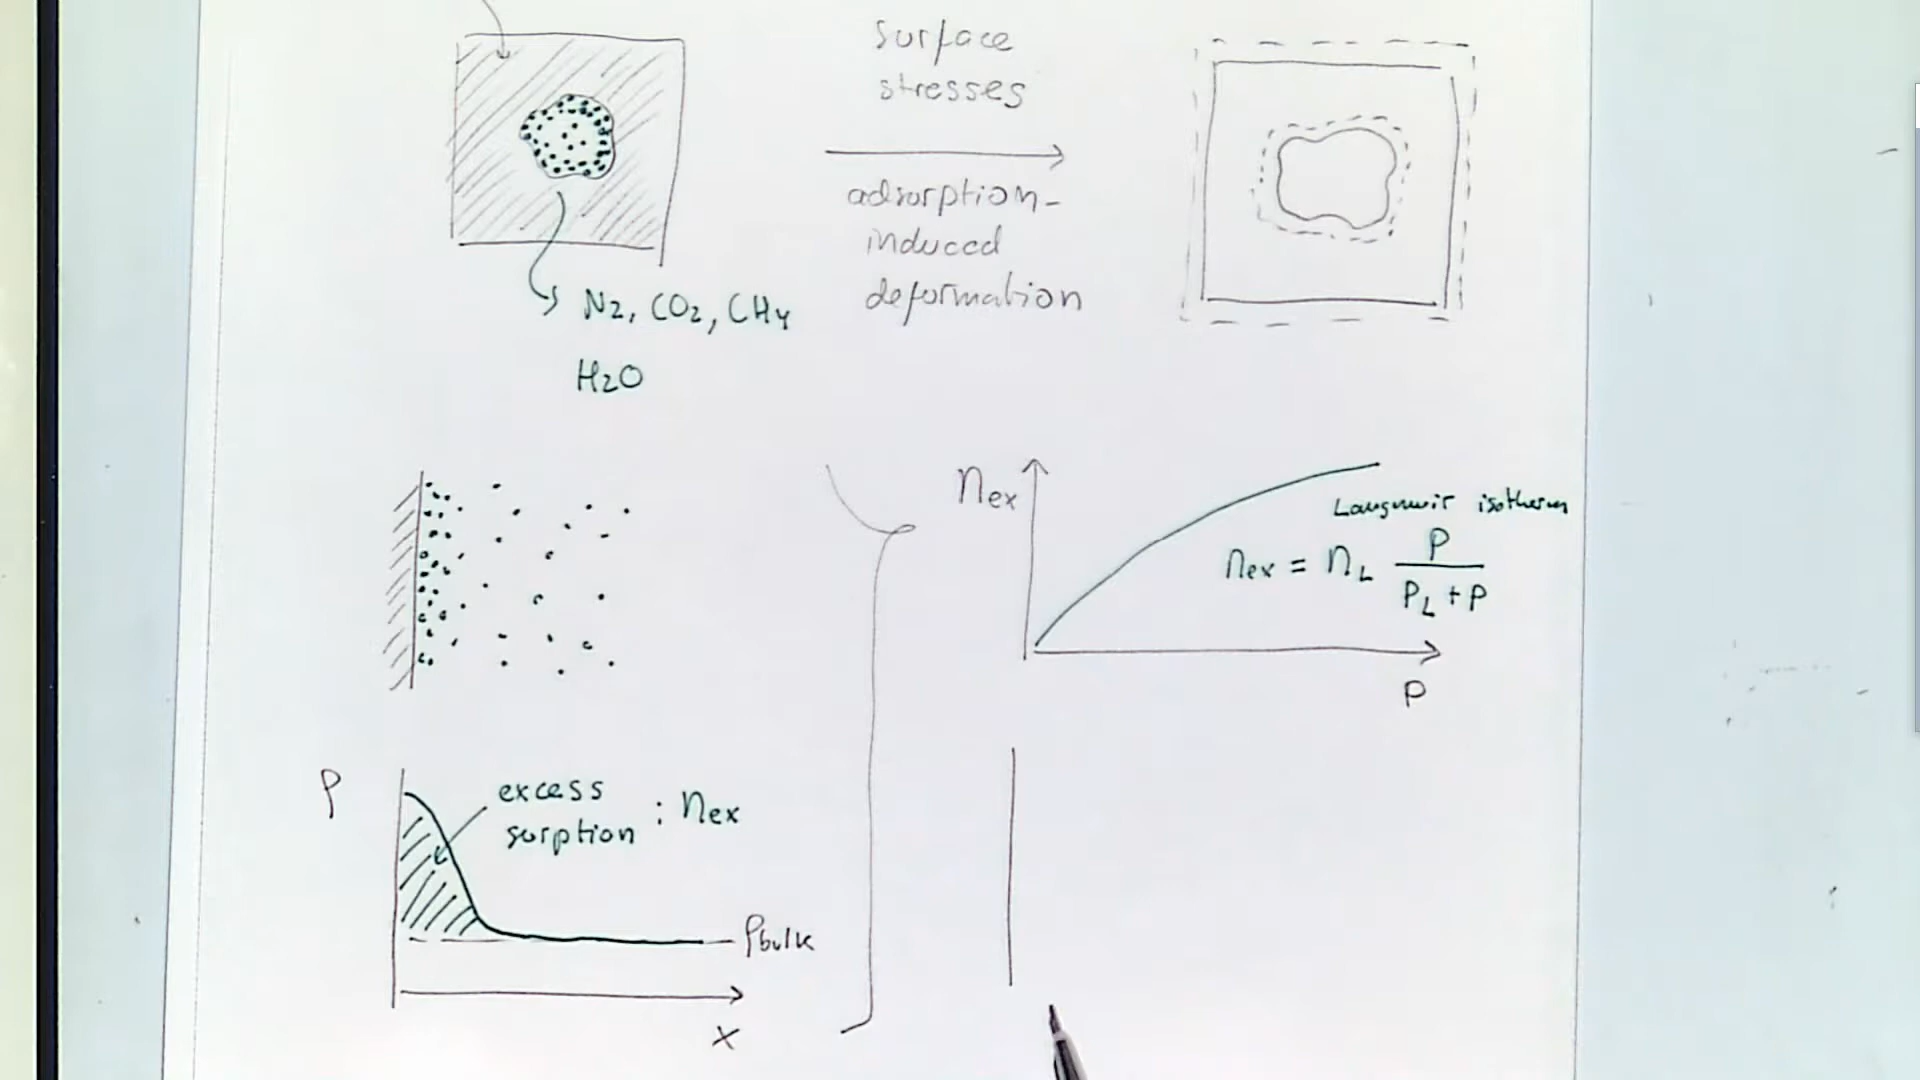 surface
stresses
adsorption-
induced
deformation
N2, CO2, CH4
H2O
nex
Langmuir isotherm
nex = nL P / PL + P
P
ρ
excess
sorption : nex
ρbulk
x